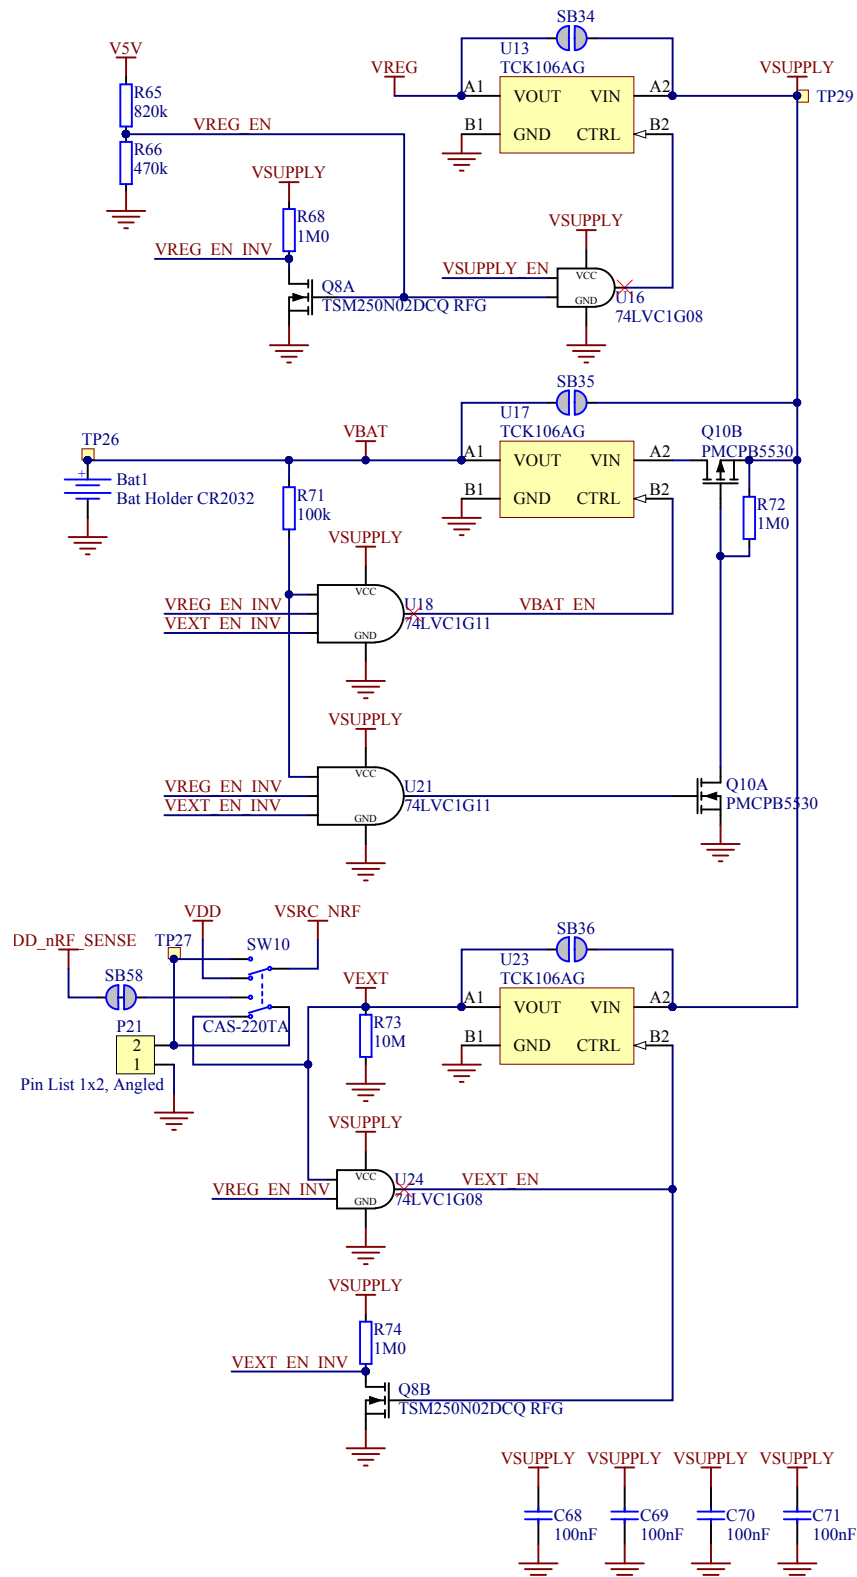 SB34
V5V
U13
TCK106AG
VREG
VSUPPLY
R65
820k
A1
VOUT
VIN
A2
TP29
VREG_EN
B1
GND
CTRL
B2
R66
470k
VSUPPLY
R68
1M0
VSUPPLY
VREG_EN_INV
VSUPPLY_EN
VCC
GND
Q8A
TSM250N02DCQ RFG
U16
74LVC1G08
SB35
U17
TCK106AG
TP26
VBAT
Q10B
PMCPB5530
A1
VOUT
VIN
A2
+
Bat1
Bat Holder CR2032
B1
GND
CTRL
B2
R71
100k
R72
1M0
VSUPPLY
VCC
VREG_EN_INV
VEXT_EN_INV
GND
U18
74LVC1G11
VBAT_EN
VSUPPLY
VCC
VREG_EN_INV
VEXT_EN_INV
GND
U21
74LVC1G11
Q10A
PMCPB5530
VDD
VSRC_NRF
DD_nRF_SENSE
TP27
SW10
SB36
U23
TCK106AG
SB58
VEXT
A1
VOUT
VIN
A2
P21
CAS-220TA
R73
10M
B1
GND
CTRL
B2
2
1
Pin List 1x2, Angled
VSUPPLY
VCC
GND
U24
74LVC1G08
VREG_EN_INV
VEXT_EN
VSUPPLY
R74
1M0
VEXT_EN_INV
Q8B
TSM250N02DCQ RFG
VSUPPLY VSUPPLY VSUPPLY VSUPPLY
C68 C69 C70 C71
100nF 100nF 100nF 100nF